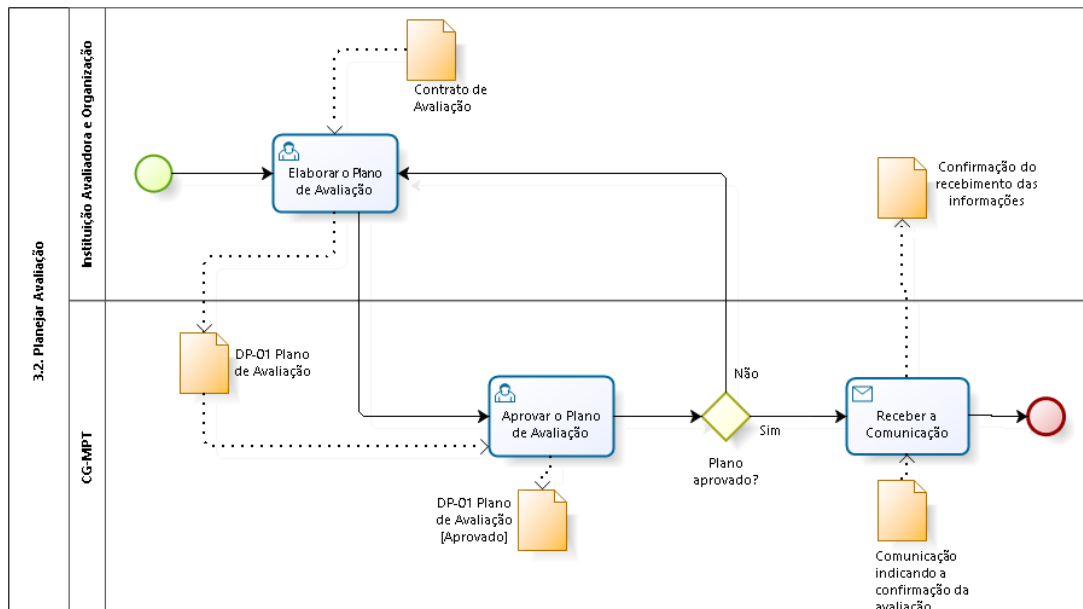 3.2. Planejar Avaliação
Instituição Avaliadora e Organização
Contrato de
Avaliação
Elaborar o Plano
de Avaliação
Confirmação do
recebimento das
informações
CG-MPT
DP-01 Plano
de Avaliação
Aprovar o Plano
de Avaliação
DP-01 Plano
de Avaliação
[Aprovado]
Não
Sim
Plano
aprovado?
Receber a
Comunicação
Comunicação
indicando a
confirmação da
avaliação